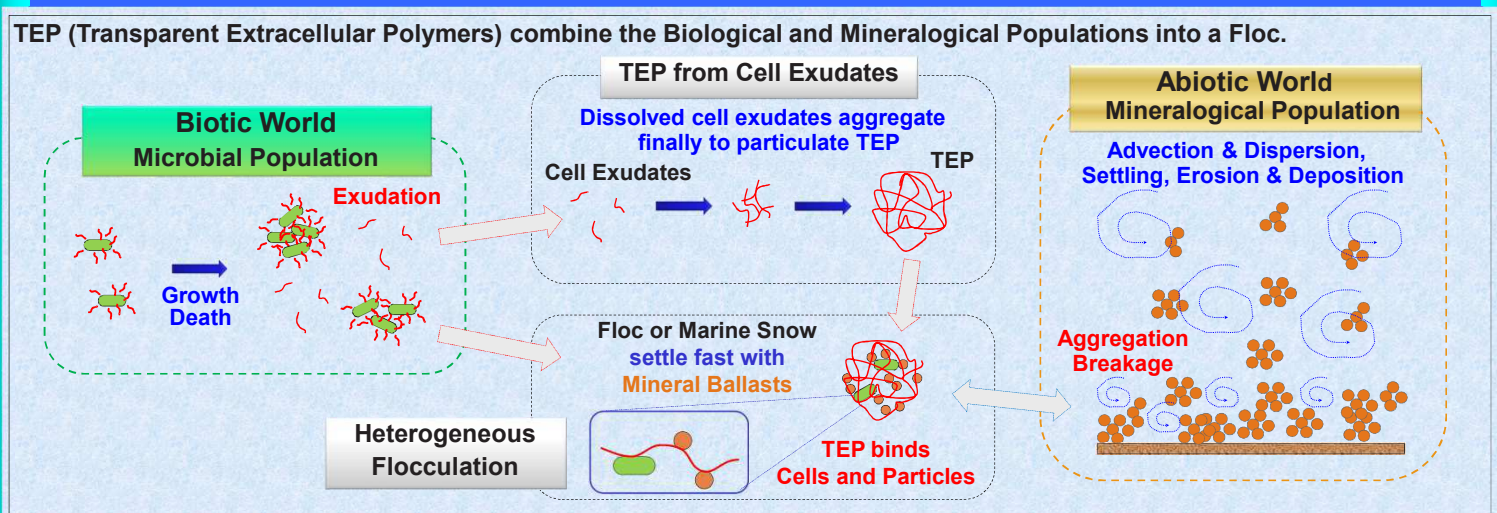 TEP (Transparent Extracellular Polymers) combine the Biological and Mineralogical Populations into a Floc.
Biotic World
Microbial Population
Exudation
Growth
Death
TEP from Cell Exudates
Dissolved cell exudates aggregate
finally to particulate TEP
Cell Exudates
TEP
Floc or Marine Snow
settle fast with
Mineral Ballasts
Heterogeneous
Flocculation
TEP binds
Cells and Particles
Abiotic World
Mineralogical Population
Advection & Dispersion,
Settling, Erosion & Deposition
Aggregation
Breakage